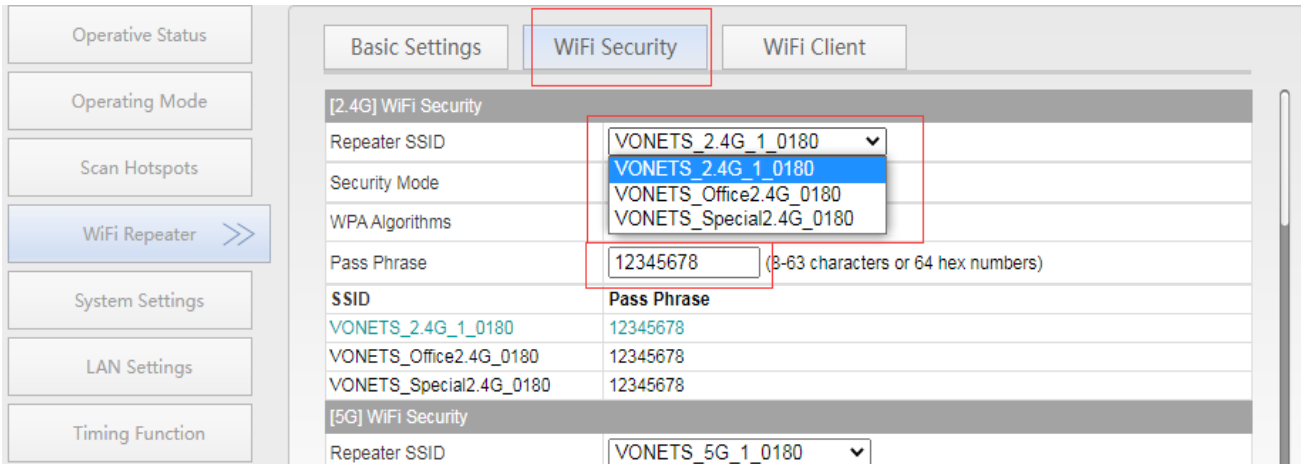 Operative Status
Operating Mode
Scan Hotspots
WiFi Repeater
System Settings
LAN Settings
Timing Function
Basic Settings WiFi Security WiFi Client
[2.4G] WiFi Security
Repeater SSID VONETS_2.4G_1_0180
VONETS_2.4G_1_0180
Security Mode VONETS_Office2.4G_0180
WPA Algorithms VONETS_Special2.4G_0180
Pass Phrase 12345678 (8-63 characters or 64 hex numbers)
SSID Pass Phrase
VONETS_2.4G_1_0180 12345678
VONETS_Office2.4G_0180 12345678
VONETS_Special2.4G_0180 12345678
[5G] WiFi Security
Repeater SSID VONETS_5G_1_0180